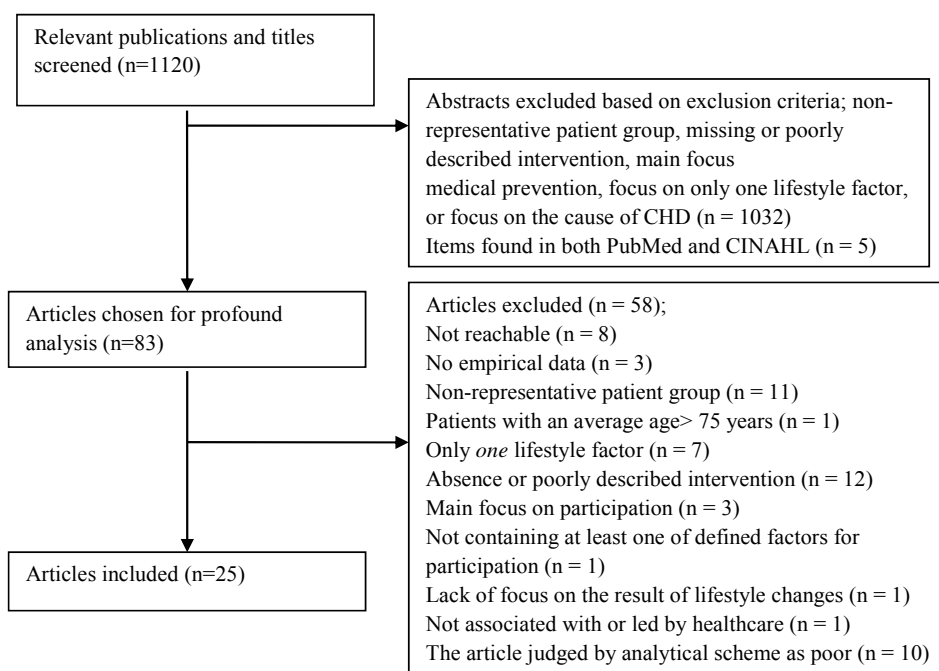 Relevant publications and titles
screened (n=1120)
Abstracts excluded based on exclusion criteria; non-
representative patient group, missing or poorly
described intervention, main focus
medical prevention, focus on only one lifestyle factor,
or focus on the cause of CHD (n = 1032)
Items found in both PubMed and CINAHL (n = 5)
Articles chosen for profound
analysis (n=83)
Articles excluded (n = 58);
Not reachable (n = 8)
No empirical data (n = 3)
Non-representative patient group (n = 11)
Patients with an average age> 75 years (n = 1)
Only one lifestyle factor (n = 7)
Absence or poorly described intervention (n = 12)
Main focus on participation (n = 3)
Not containing at least one of defined factors for
participation (n = 1)
Lack of focus on the result of lifestyle changes (n = 1)
Not associated with or led by healthcare (n = 1)
The article judged by analytical scheme as poor (n = 10)
Articles included (n=25)